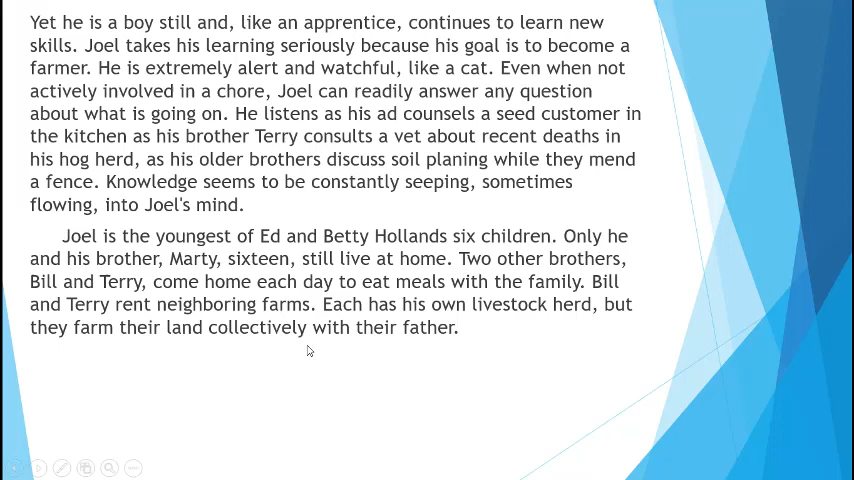 Yet he is a boy still and, like an apprentice, continues to learn new
skills. Joel takes his learning seriously because his goal is to become a
farmer. He is extremely alert and watchful, like a cat. Even when not
actively involved in a chore, Joel can readily answer any question
about what is going on. He listens as his ad counsels a seed customer in
the kitchen as his brother Terry consults a vet about recent deaths in
his hog herd, as his older brothers discuss soil planing while they mend
a fence. Knowledge seems to be constantly seeping, sometimes
flowing, into Joel's mind.
Joel is the youngest of Ed and Betty Hollands six children. Only he
and his brother, Marty, sixteen, still live at home. Two other brothers,
Bill and Terry, come home each day to eat meals with the family. Bill
and Terry rent neighboring farms. Each has his own livestock herd, but
they farm their land collectively with their father.